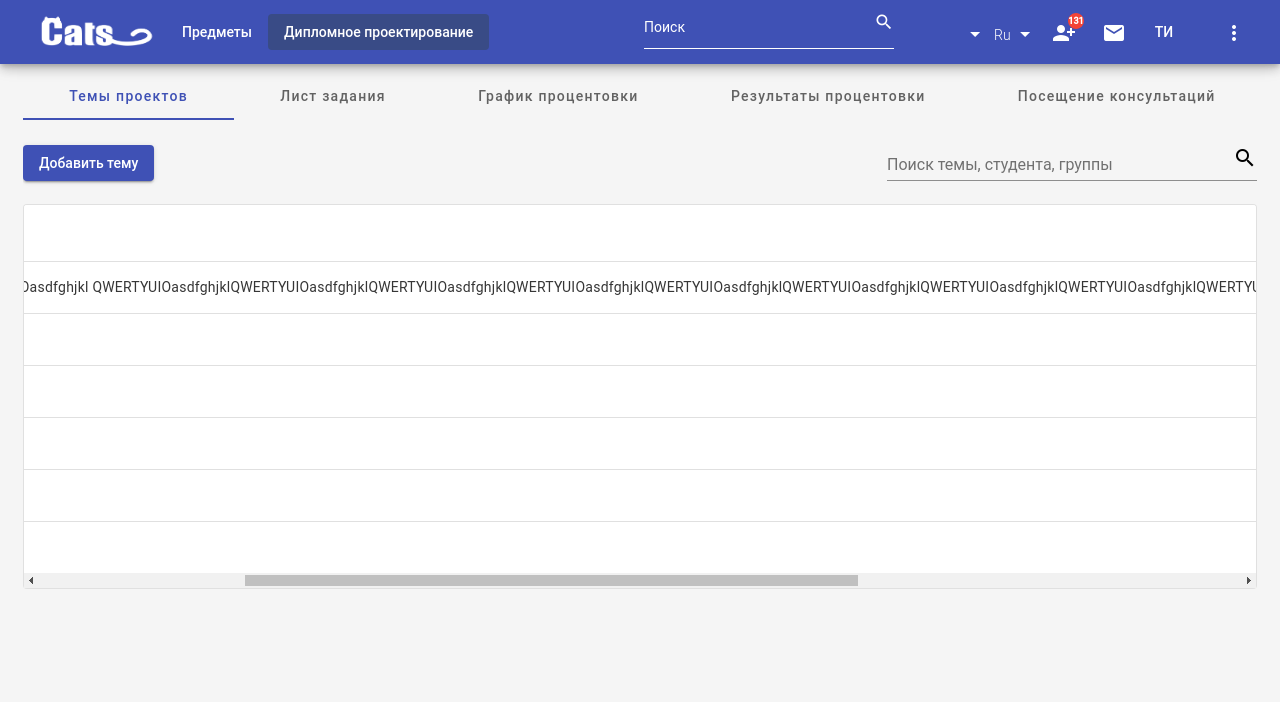 Cats
Предметы
Дипломное проектирование
Поиск
Ru
131
ТИ
Темы проектов
Лист задания
График процентовки
Результаты процентовки
Посещение консультаций
Добавить тему
Поиск темы, студента, группы
Oasdfghjkl QWERTYUIOasdfghjklQWERTYUIOasdfghjklQWERTYUIOasdfghjklQWERTYUIOasdfghjklQWERTYUIOasdfghjklQWERTYUIOasdfghjklQWERTYUIOasdfghjklQWERTYUIOasdfghjklQWERTYU